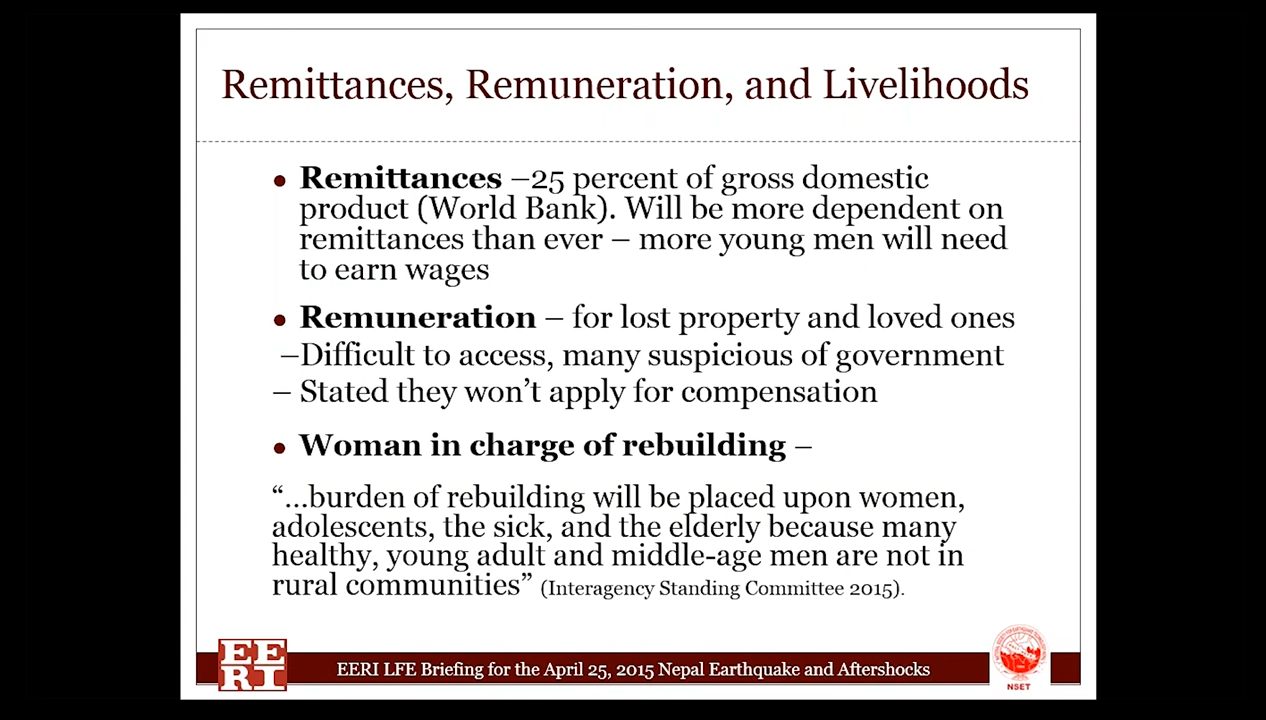 Remittances, Remuneration, and Livelihoods
• Remittances –25 percent of gross domestic
product (World Bank). Will be more dependent on
remittances than ever – more young men will need
to earn wages
• Remuneration – for lost property and loved ones
–Difficult to access, many suspicious of government
– Stated they won’t apply for compensation
• Woman in charge of rebuilding –
“…burden of rebuilding will be placed upon women,
adolescents, the sick, and the elderly because many
healthy, young adult and middle-age men are not in
rural communities” (Interagency Standing Committee 2015).
EE
RI
EERI LFE Briefing for the April 25, 2015 Nepal Earthquake and Aftershocks
NSET